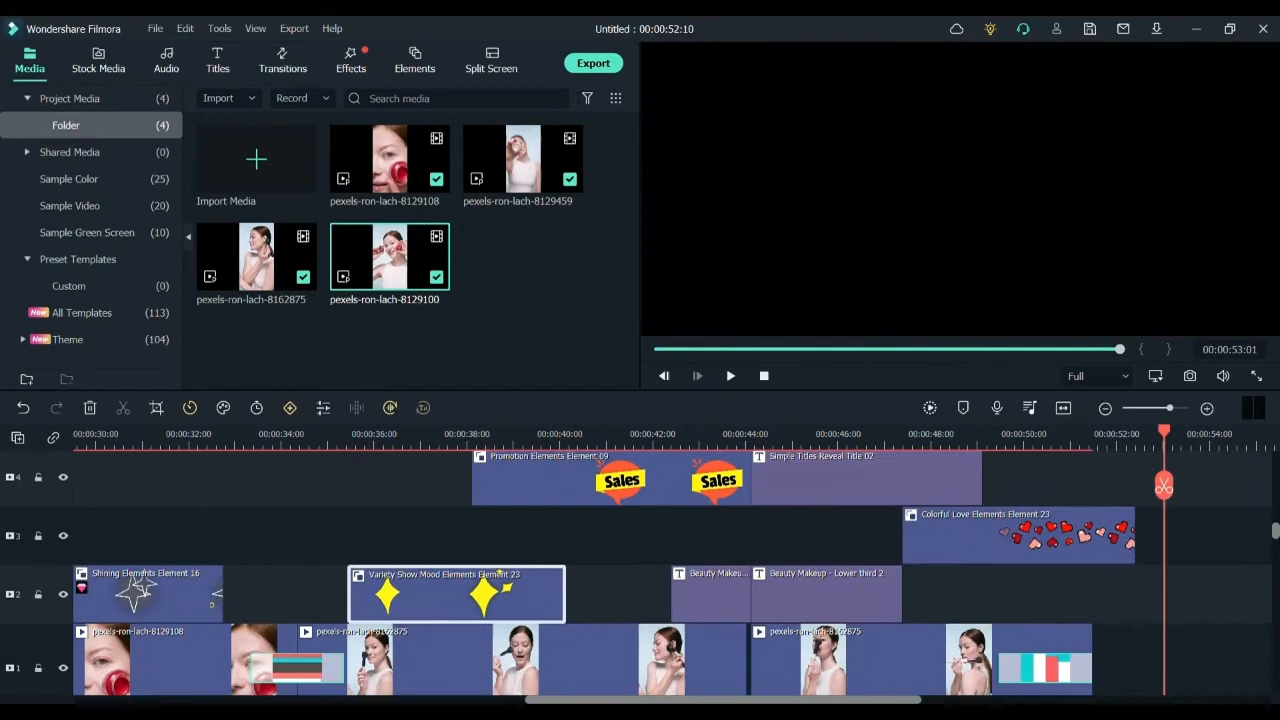 Wondershare Filmora
File Edit Tools View Export Help
Untitled : 00:00:52:10
Media Stock Media Audio Titles Transitions Effects Elements Split Screen
Export
Project Media (4)
Folder (4)
Shared Media (0)
Sample Color (25)
Sample Video (20)
Sample Green Screen (10)
Preset Templates
Custom (0)
New All Templates (113)
New Theme (104)
Import Record Search media
Import Media
pexels-ron-lach-8129108
pexels-ron-lach-8129459
pexels-ron-lach-8162875
pexels-ron-lach-8129100
00:00:53:01
Full
00:00:30:00 00:00:32:00 00:00:34:00 00:00:36:00 00:00:38:00 00:00:40:00 00:00:42:00 00:00:44:00 00:00:46:00 00:00:48:00 00:00:50:00 00:00:52:00 00:00:54:00
4
Promotion Elements Element 09
Sales
Sales
Simple Titles Reveal Title 02
3
Colorful Love Elements Element 23
2
Shining Elements Element 16
Variety Show Mood Elements Element 23
Beauty Makeu...
Beauty Makeup - Lower third 2
1
pexels-ron-lach-8129108
pexels-ron-lach-8162875
pexels-ron-lach-8162875